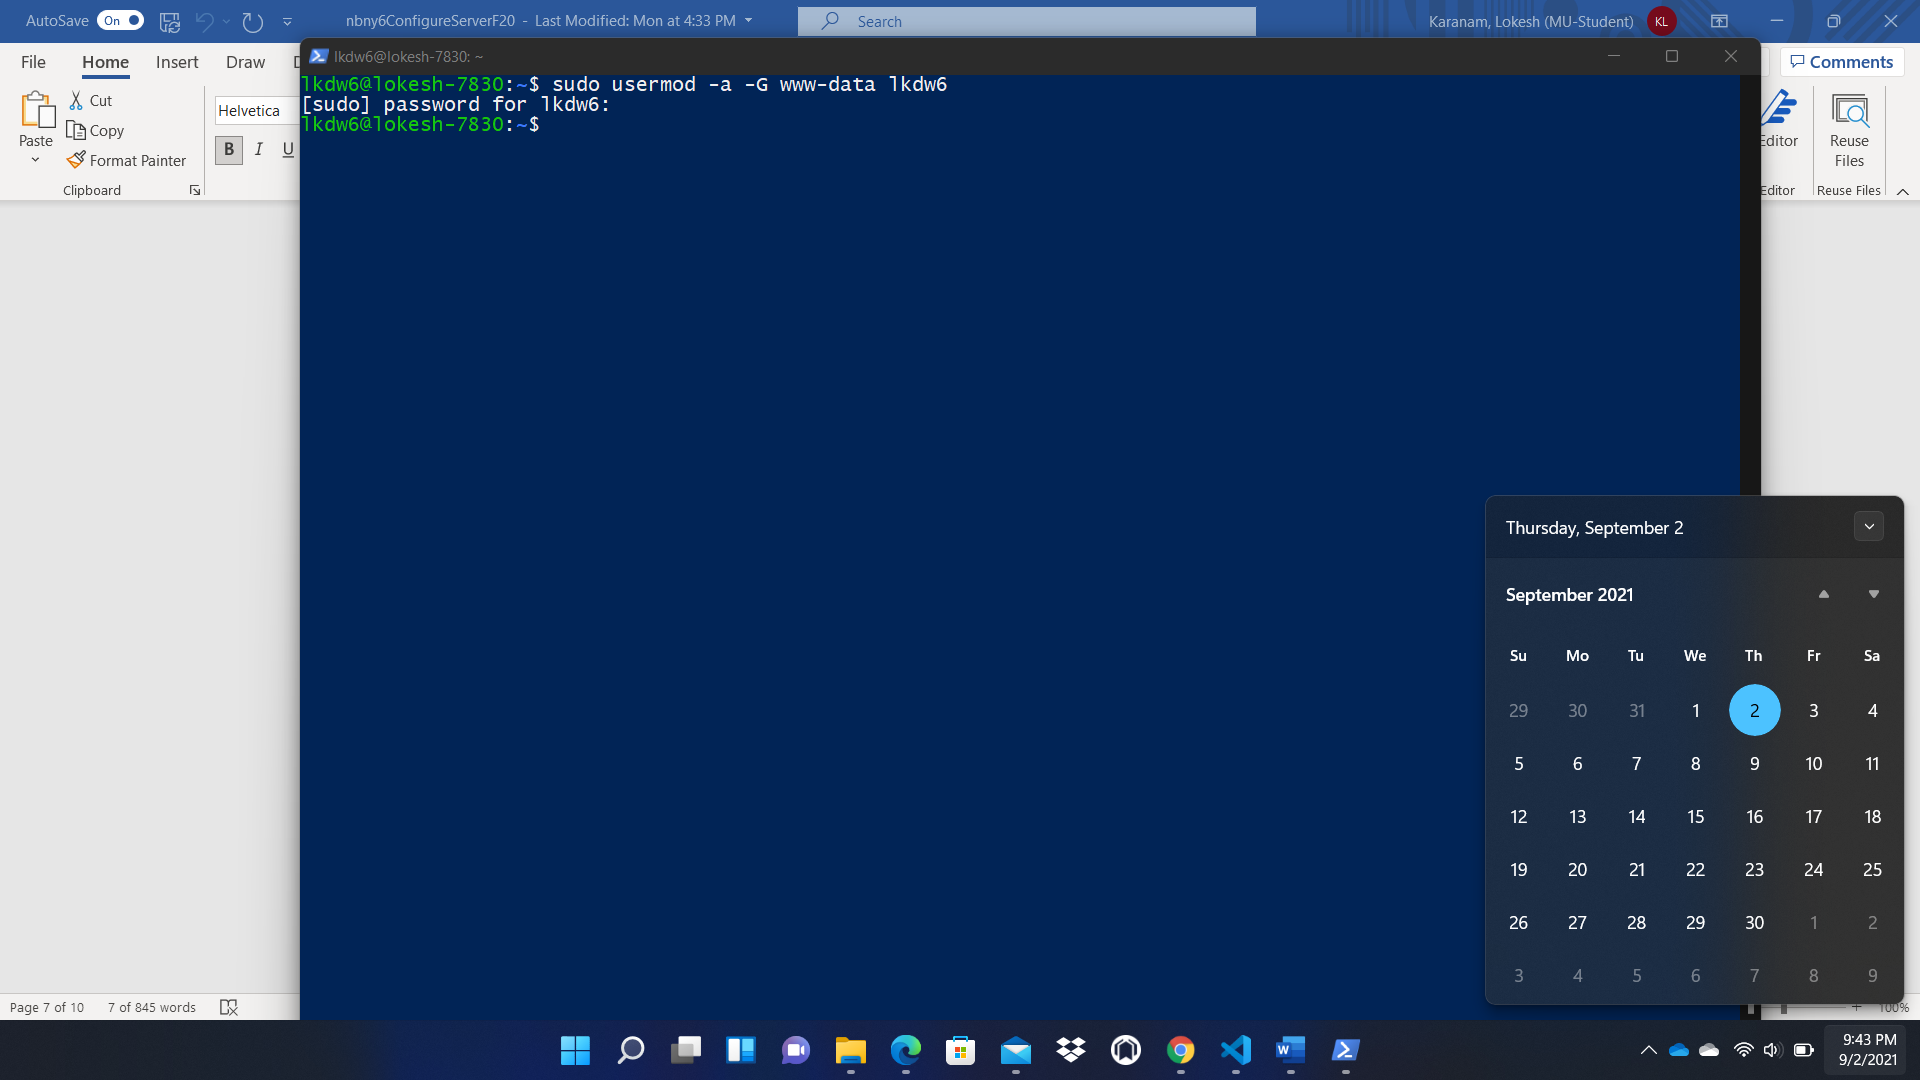 AutoSave On nbny6ConfigureServerF20 - Last Modified: Mon at 4:33 PM Search Karanam, Lokesh (MU-Student) KL
lkdw6@lokesh-7830: ~
File Home Insert Draw D Comments
lkdw6@lokesh-7830:~$ sudo usermod -a -G www-data lkdw6
[sudo] password for lkdw6:
lkdw6@lokesh-7830:~$
Paste
Cut
Copy
Format Painter
Clipboard
Helvetica
B I U
Editor
Editor
Reuse
Files
Reuse Files
Thursday, September 2
September 2021
Su Mo Tu We Th Fr Sa
29 30 31 1 2 3 4
5 6 7 8 9 10 11
12 13 14 15 16 17 18
19 20 21 22 23 24 25
26 27 28 29 30 1 2
3 4 5 6 7 8 9
Page 7 of 10 7 of 845 words 100%
9:43 PM
9/2/2021